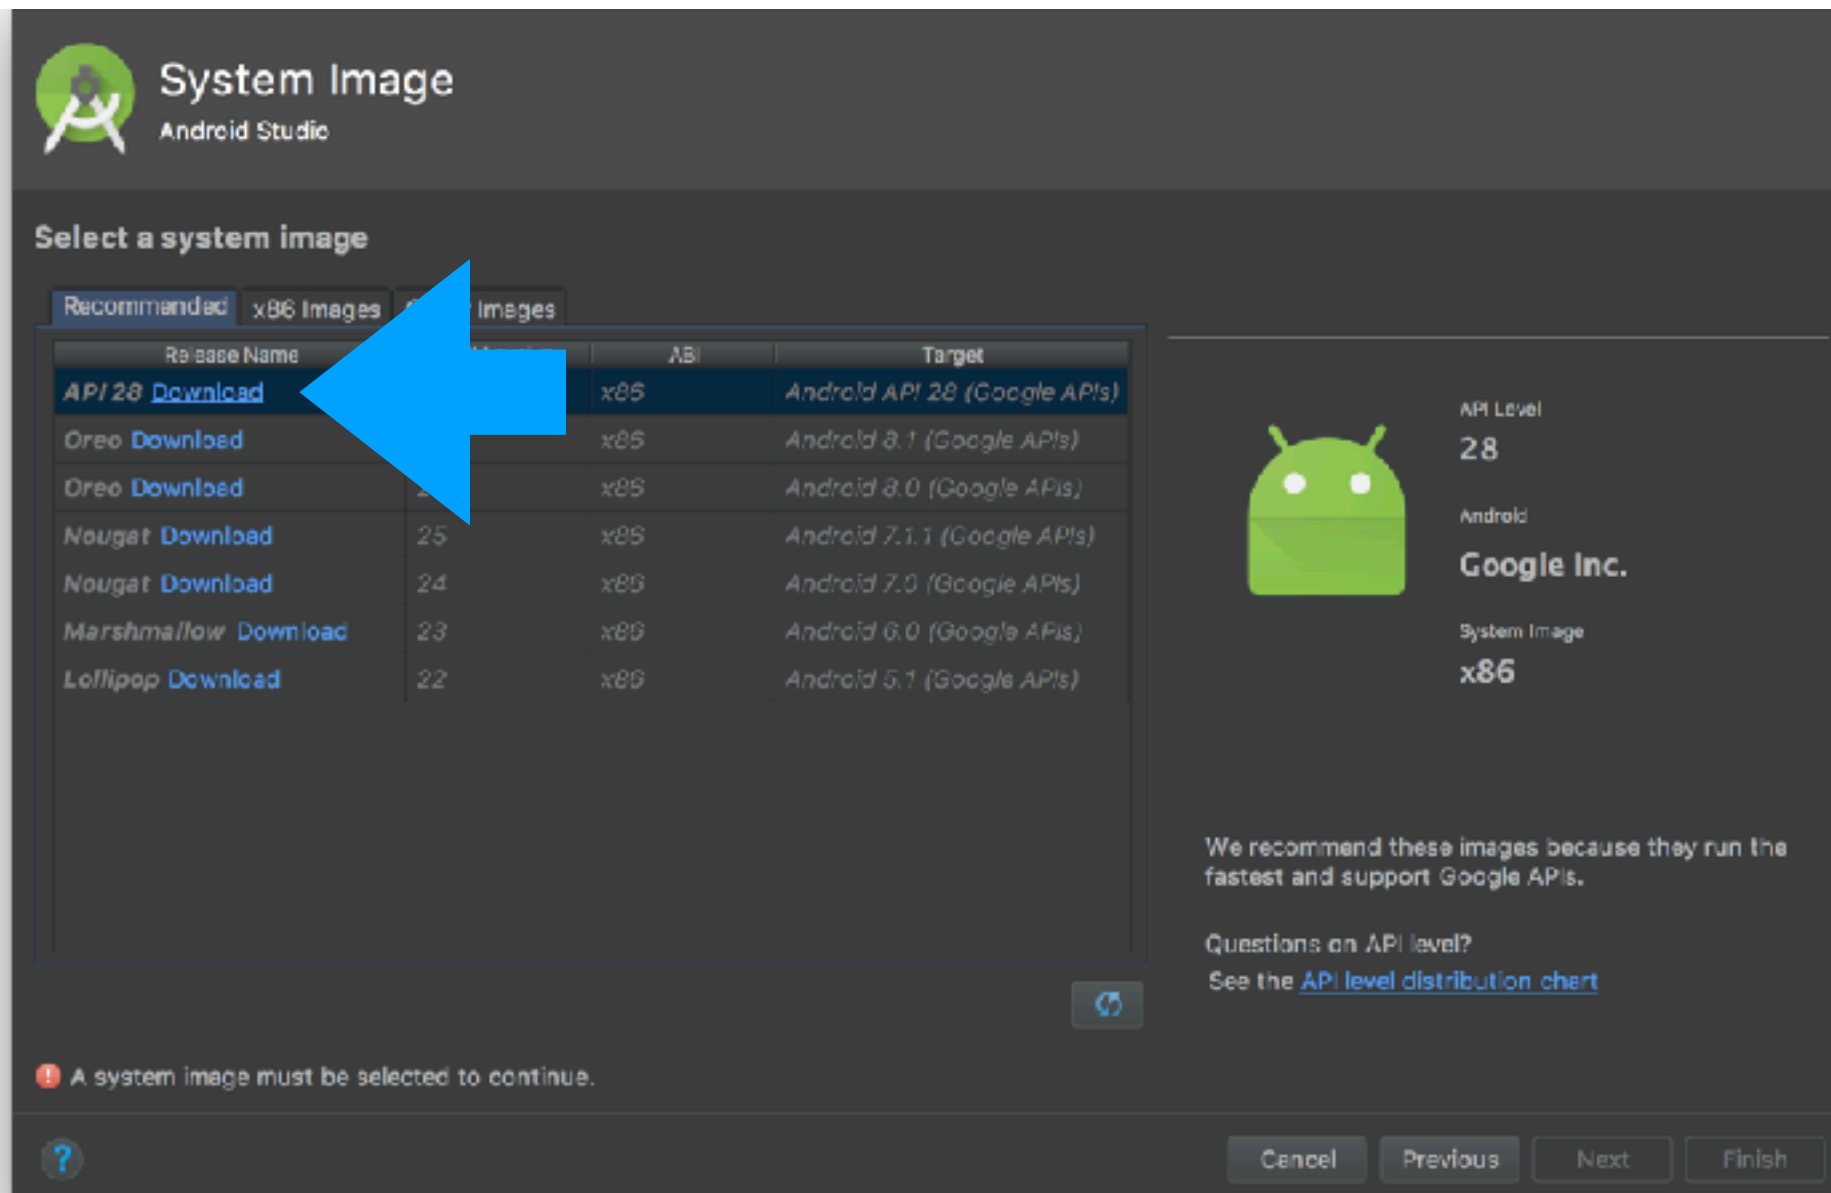 System Image
Android Studio
Select a system image
Recommended x86 Images Images
Release Name ABI Target
API 28 Download x86 Android API 28 (Google APIs)
Oreo Download x86 Android 8.1 (Google APIs)
Oreo Download x86 Android 8.0 (Google APIs)
Nougat Download 25 x86 Android 7.1.1 (Google APIs)
Nougat Download 24 x86 Android 7.0 (Google APIs)
Marshmallow Download 23 x86 Android 6.0 (Google APIs)
Lollipop Download 22 x86 Android 5.1 (Google APIs)
API Level
28
Android
Google Inc.
System Image
x86
We recommend these images because they run the
fastest and support Google APIs.
Questions on API level?
See the API level distribution chart
A system image must be selected to continue.
? Cancel Previous Next Finish